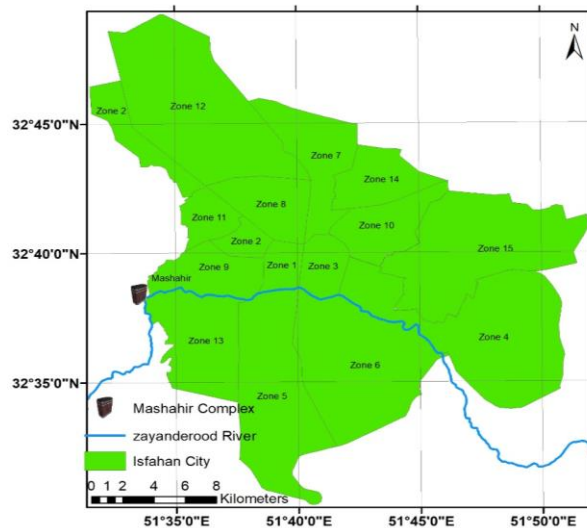 N
32°45'0"N
32°40'0"N
32°35'0"N
Zone 2
Zone 12
Zone 7
Zone 14
Zone 8
Zone 11
Zone 10
Zone 2
Zone 15
Zone 9
Zone 1
Zone 3
Mashahir
Zone 13
Zone 6
Zone 4
Zone 5
Mashahir Complex
zayanderood River
Isfahan City
0 1 2 4 6 8
Kilometers
51°35'0"E
51°40'0"E
51°45'0"E
51°50'0"E